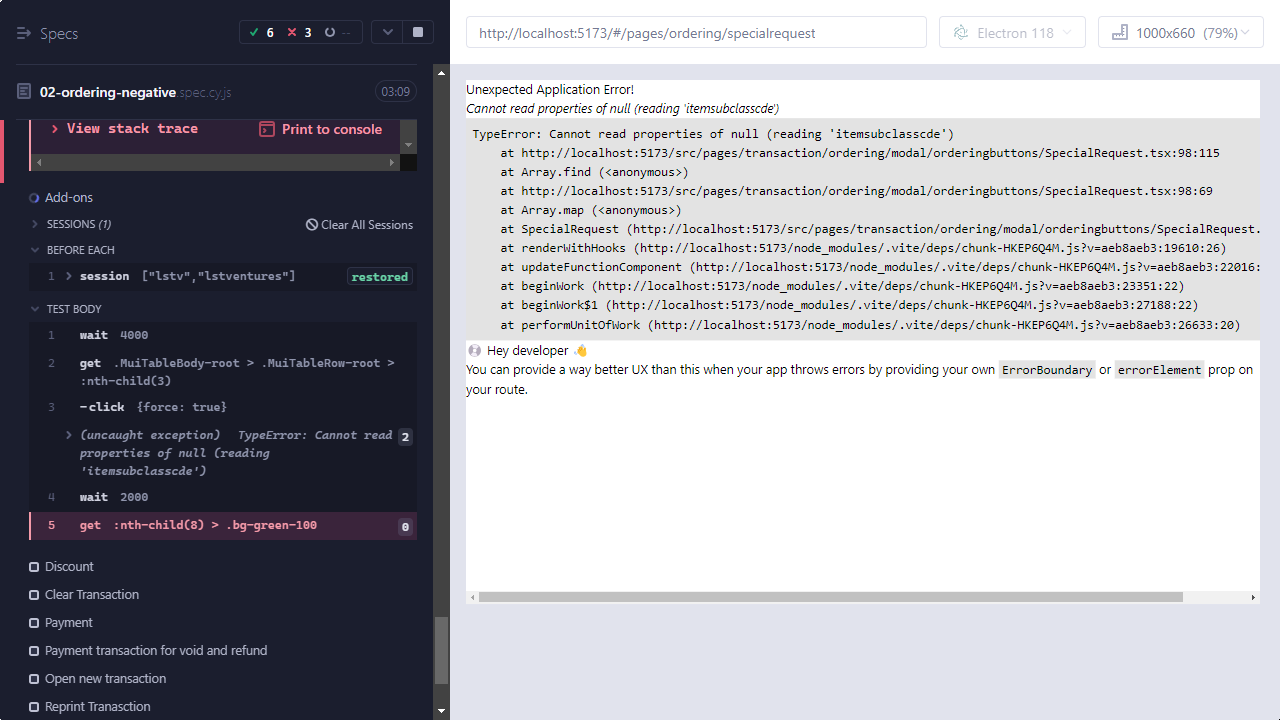 Specs
6
3
--
02-ordering-negative.spec.cy.js
03:09
View stack trace
Print to console
Add-ons
SESSIONS (1)
Clear All Sessions
BEFORE EACH
1 session ["lstv","lstventures"] restored
TEST BODY
1 wait 4000
2 get .MuiTableBody-root > .MuiTableRow-root >
:nth-child(3)
3 -click {force: true}
(uncaught exception) TypeError: Cannot read 2
properties of null (reading
'itemsubclasscde')
4 wait 2000
5 get :nth-child(8) > .bg-green-100 0
Discount
Clear Transaction
Payment
Payment transaction for void and refund
Open new transaction
Reprint Tranasction
http://localhost:5173/#/pages/ordering/specialrequest
Electron 118
1000x660 (79%)
Unexpected Application Error!
Cannot read properties of null (reading 'itemsubclasscde')
TypeError: Cannot read properties of null (reading 'itemsubclasscde')
at http://localhost:5173/src/pages/transaction/ordering/modal/orderingbuttons/SpecialRequest.tsx:98:115
at Array.find (<anonymous>)
at http://localhost:5173/src/pages/transaction/ordering/modal/orderingbuttons/SpecialRequest.tsx:98:69
at Array.map (<anonymous>)
at SpecialRequest (http://localhost:5173/src/pages/transaction/ordering/modal/orderingbuttons/SpecialRequest.
at renderWithHooks (http://localhost:5173/node_modules/.vite/deps/chunk-HKEP6Q4M.js?v=aeb8aeb3:19610:26)
at updateFunctionComponent (http://localhost:5173/node_modules/.vite/deps/chunk-HKEP6Q4M.js?v=aeb8aeb3:22016:
at beginWork (http://localhost:5173/node_modules/.vite/deps/chunk-HKEP6Q4M.js?v=aeb8aeb3:23351:22)
at beginWork$1 (http://localhost:5173/node_modules/.vite/deps/chunk-HKEP6Q4M.js?v=aeb8aeb3:27188:22)
at performUnitOfWork (http://localhost:5173/node_modules/.vite/deps/chunk-HKEP6Q4M.js?v=aeb8aeb3:26633:20)
Hey developer 👋
You can provide a way better UX than this when your app throws errors by providing your own ErrorBoundary or errorElement prop on
your route.